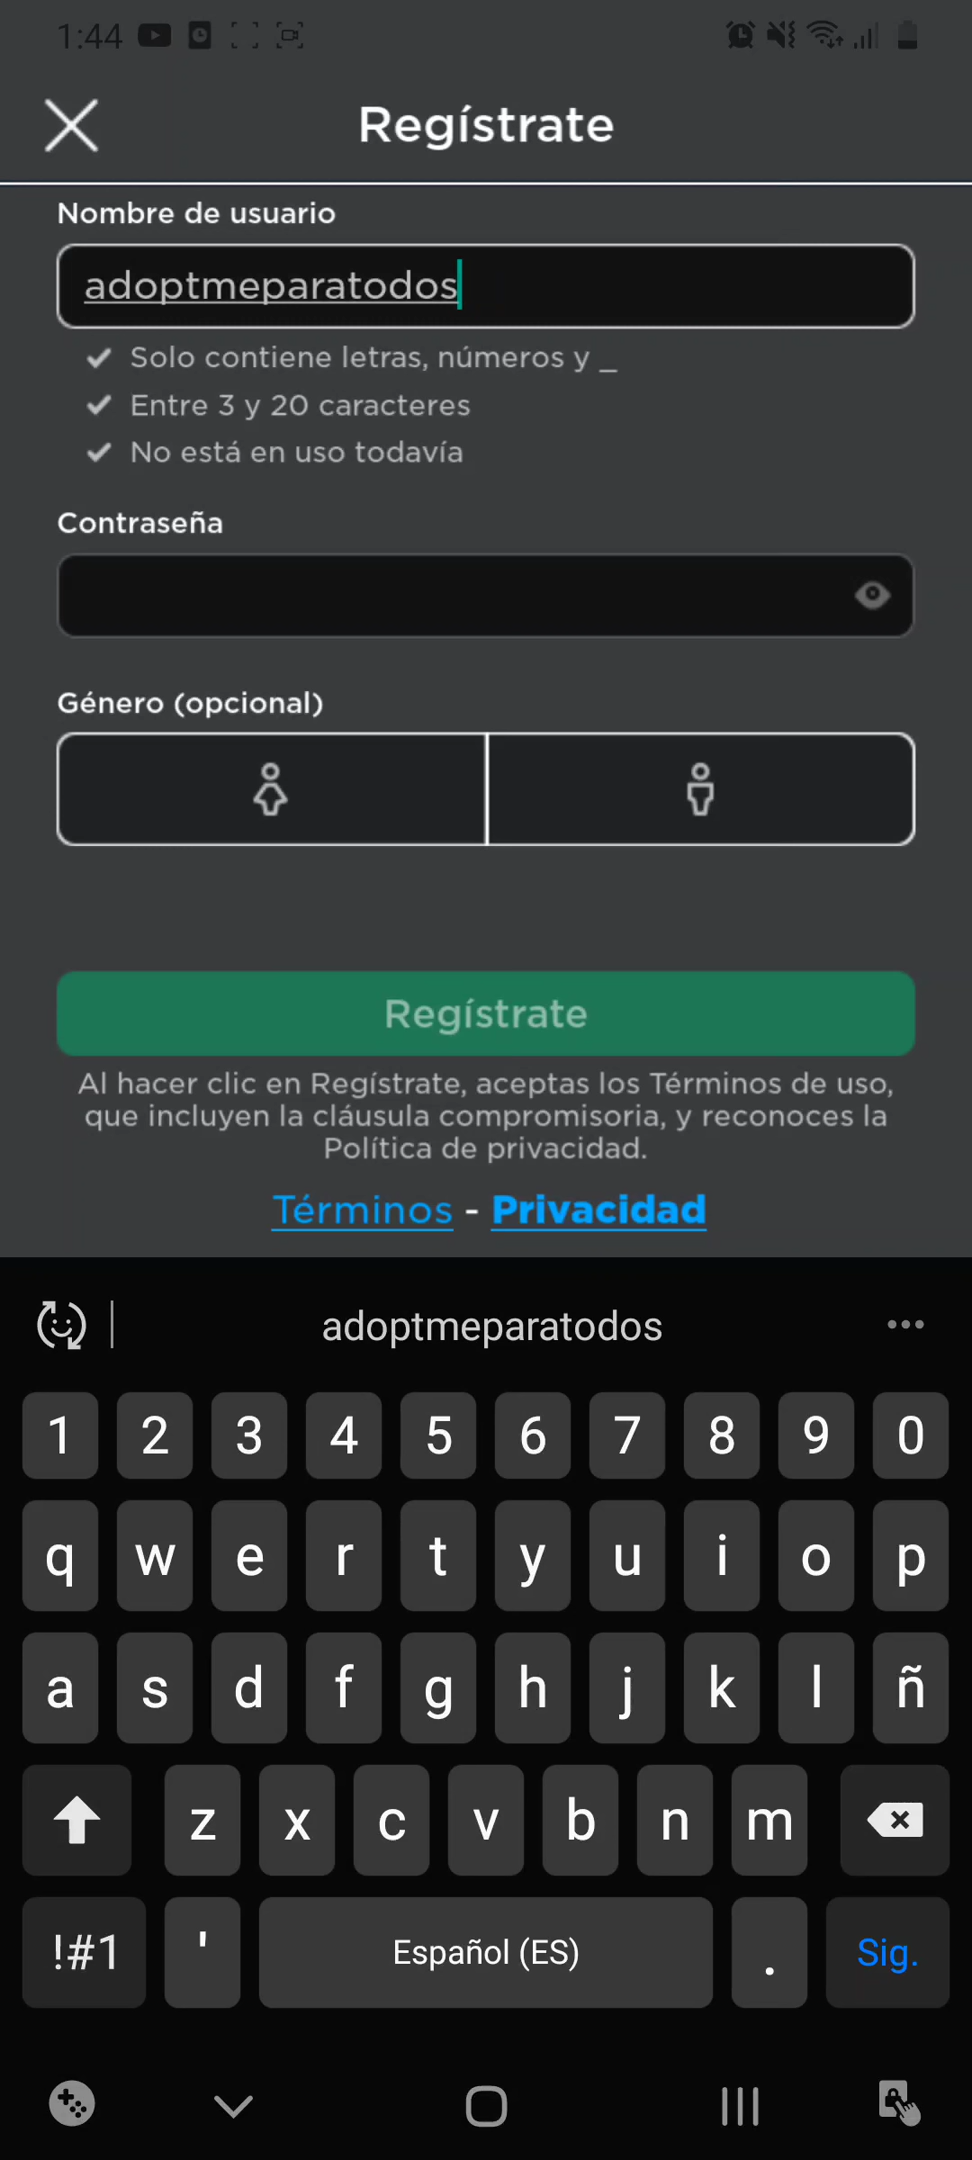 1:44
Regístrate
Nombre de usuario
adoptmeparatodos
Solo contiene letras, números y _
Entre 3 y 20 caracteres
No está en uso todavía
Contraseña
Género (opcional)
Regístrate
Al hacer clic en Regístrate, aceptas los Términos de uso,
que incluyen la cláusula compromisoria, y reconoces la
Política de privacidad.
Términos - Privacidad
adoptmeparatodos
1 2 3 4 5 6 7 8 9 0
q w e r t y u i o p
a s d f g h j k l ñ
z x c v b n m
!#1 ' Español (ES) . Sig.